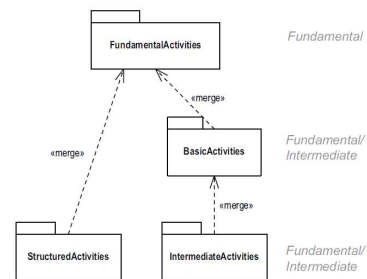 FundamentalActivities
Fundamental
«merge»
BasicActivities
Fundamental/
Intermediate
«merge»
«merge»
StructuredActivities
IntermediateActivities
Fundamental/
Intermediate